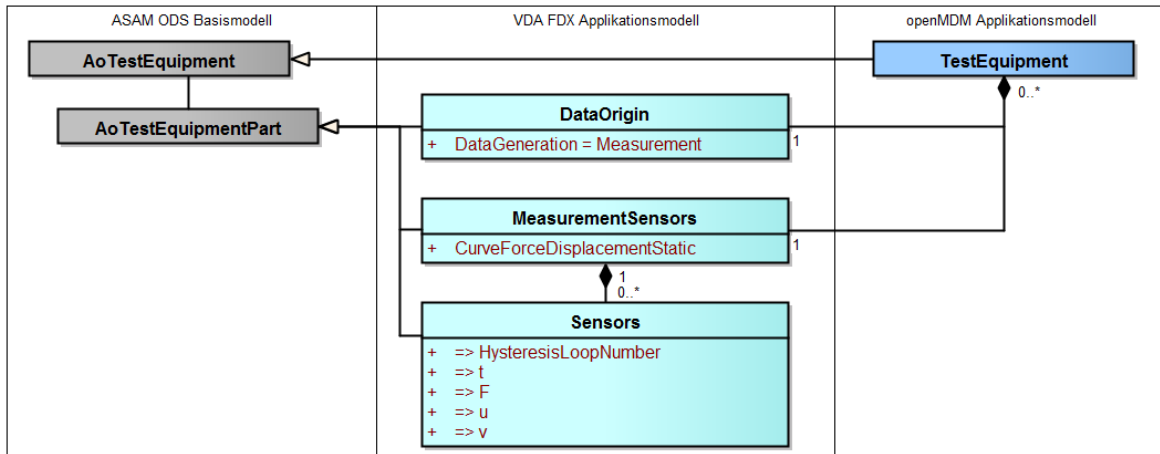 ASAM ODS Basismodell
VDA FDX Applikationsmodell
openMDM Applikationsmodell
AoTestEquipment
TestEquipment
0..*
AoTestEquipmentPart
DataOrigin
+ DataGeneration = Measurement
1
MeasurementSensors
+ CurveForceDisplacementStatic
1
1
0..*
Sensors
+ => HysteresisLoopNumber
+ => t
+ => F
+ => u
+ => v